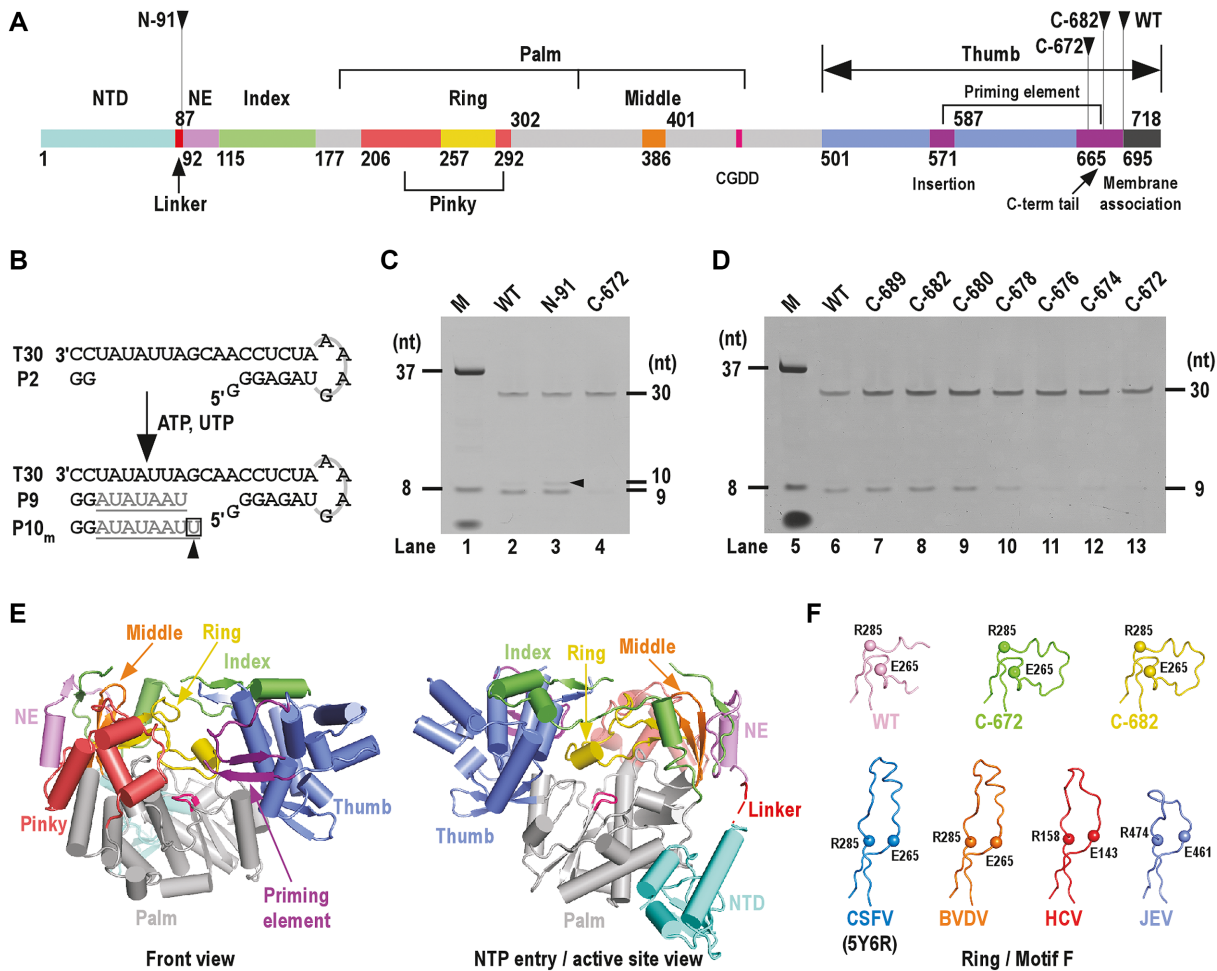 A
N-91
C-682
WT
C-672
Palm
Thumb
NTD
NE
Index
Ring
Middle
Priming element
87
302
401
587
718
1
92
115
177
206
257
292
386
501
571
665
695
Linker
Pinky
CGDD
Insertion
C-term tail
Membrane
association
B
T30 3'CCUAUAUUAGCAACCUCUA
A
A
A
G
P2 GG
5'
G
GGAGAU
ATP, UTP
T30 3'CCUAUAUUAGCAACCUCUA
A
A
A
G
P9 GGAUAUAAU
5'
G
GGAGAU
P10m GGAUAUAAUU
C
M WT N-91 C-672
(nt)
(nt)
37
30
10
8
9
Lane 1 2 3 4
D
M WT C-689 C-682 C-680 C-678 C-676 C-674 C-672
(nt)
(nt)
37
30
8
9
Lane 5 6 7 8 9 10 11 12 13
E
Middle
Ring
Index
NE
Pinky
Thumb
Palm
Priming
element
Front view
Index
Ring
Middle
NE
Thumb
Linker
Palm
NTD
NTP entry / active site view
F
R285
E265
WT
R285
E265
C-672
R285
E265
C-682
R285
E265
CSFV
(5Y6R)
R285
E265
BVDV
R158
E143
HCV
R474
E461
JEV
Ring / Motif F